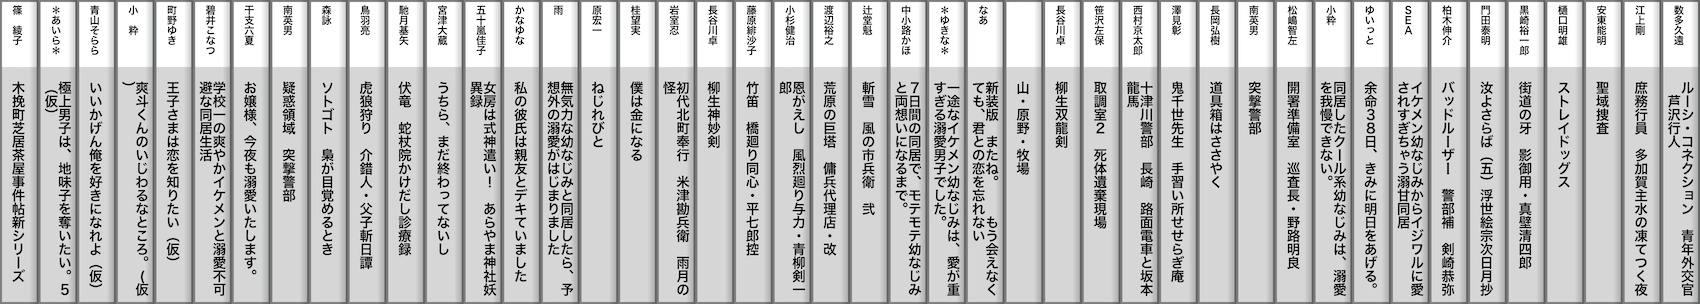 数多久遠
ルーシ・コネクション 青年外交官
芦沢行人
江上剛
庶務行員 多加賀主水の凍てつく夜
安東能明
聖域捜査
樋口明雄
ストレイドッグス
黒崎裕一郎
街道の牙 影御用・真壁清四郎
門田泰明
汝よさらば（五） 浮世絵宗次日月抄
柏木伸介
バッドルーザー 警部補 剣崎恭弥
SEA
イケメン幼なじみからイジワルに愛
されすぎちゃう溺甘同居
ゆいっと
余命38日、きみに明日をあげる。
小粋
同居したクール系幼なじみは、溺愛
を我慢できない。
松嶋智左
開署準備室 巡査長・野路明良
南英男
突撃警部
長岡弘樹
道具箱はささやく
澤見彰
鬼千世先生 手習い所せせらぎ庵
西村京太郎
十津川警部 長崎 路面電車と坂本
龍馬
笹沢左保
取調室2 死体遺棄現場
長谷川卓
柳生双龍剣
山・原野・牧場
なあ
新装版 またね。 もう会えなく
ても、君との恋を忘れない
*ゆきな*
一途なイケメン幼なじみは、愛が重
すぎる溺愛男子でした。
中小路かほ
7日間の同居で、モテモテ幼なじみ
と両想いになるまで。
辻堂魁
斬雪 風の市兵衛 弐
渡辺裕之
荒原の巨塔 傭兵代理店・改
小杉健治
恩がえし 風烈廻り与力・青柳剣一
郎
藤原緋沙子
竹笛 橋廻り同心・平七郎控
長谷川卓
柳生神妙剣
岩室忍
初代北町奉行 米津勘兵衛 雨月の
怪
桂望実
僕は金になる
原宏一
ねじれびと
雨
無気力な幼なじみと同居したら、予
想外の溺愛がはじまりました
かなゆな
私の彼氏は親友とデキていました
五十嵐佳子
女房は式神遣い！ あらやま神社妖
異録
宮津大蔵
うちら、まだ終わってないし
馳月基矢
伏竜 蛇杖院かけだし診療録
鳥羽亮
虎狼狩り 介錯人・父子斬日譚
森詠
ソトゴト 梟が目覚めるとき
南英男
疑惑領域 突撃警部
干支六夏
お嬢様、今夜も溺愛いたします。
碧井こなつ
学校一の爽やかイケメンと溺愛不可
避な同居生活
町野ゆき
王子さまは恋を知りたい（仮）
小粋
爽斗くんのいじわるなところ。（仮
）
青山そらら
いいかげん俺を好きになれよ（仮）
*あいら*
極上男子は、地味子を奪いたい。5
（仮）
篠綾子
木挽町芝居茶屋事件帖新シリーズ